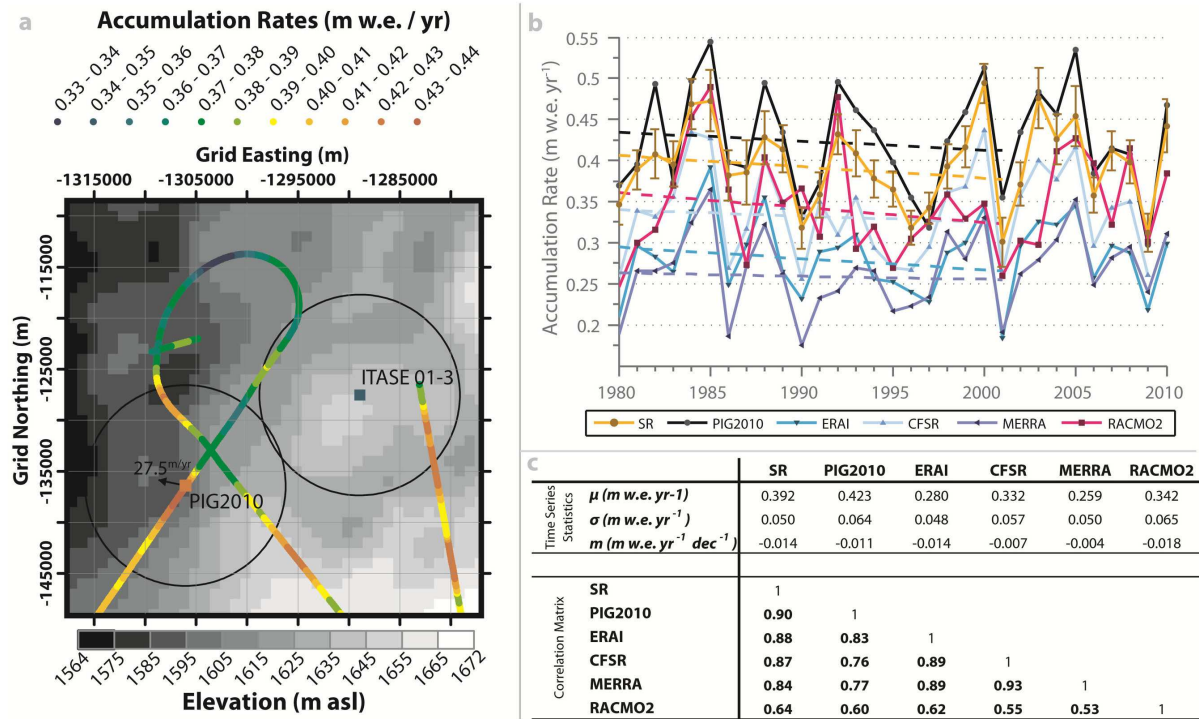 a
Accumulation Rates (m w.e. / yr)
0.33 - 0.34
0.34 - 0.35
0.35 - 0.36
0.36 - 0.37
0.37 - 0.38
0.38 - 0.39
0.39 - 0.40
0.40 - 0.41
0.41 - 0.42
0.42 - 0.43
0.43 - 0.44
Grid Easting (m)
-1315000 -1305000 -1295000 -1285000
Grid Northing (m)
-115000
-125000
-135000
-145000
ITASE 01-3
27.5 m/yr
PIG2010
1564 1575 1585 1595 1605 1615 1625 1635 1645 1655 1665 1672
Elevation (m asl)
b
Accumulation Rate (m w.e. yr-1)
0.55
0.5
0.45
0.4
0.35
0.3
0.25
0.2
1980 1985 1990 1995 2000 2005 2010
SR PIG2010 ERAI CFSR MERRA RACMO2
c
SR PIG2010 ERAI CFSR MERRA RACMO2
Time Series Statistics
μ (m w.e. yr-1) 0.392 0.423 0.280 0.332 0.259 0.342
σ (m w.e. yr -1) 0.050 0.064 0.048 0.057 0.050 0.065
m (m w.e. yr-1 dec-1) -0.014 -0.011 -0.014 -0.007 -0.004 -0.018
Correlation Matrix
SR 1
PIG2010 0.90 1
ERAI 0.88 0.83 1
CFSR 0.87 0.76 0.89 1
MERRA 0.84 0.77 0.89 0.93 1
RACMO2 0.64 0.60 0.62 0.55 0.53 1